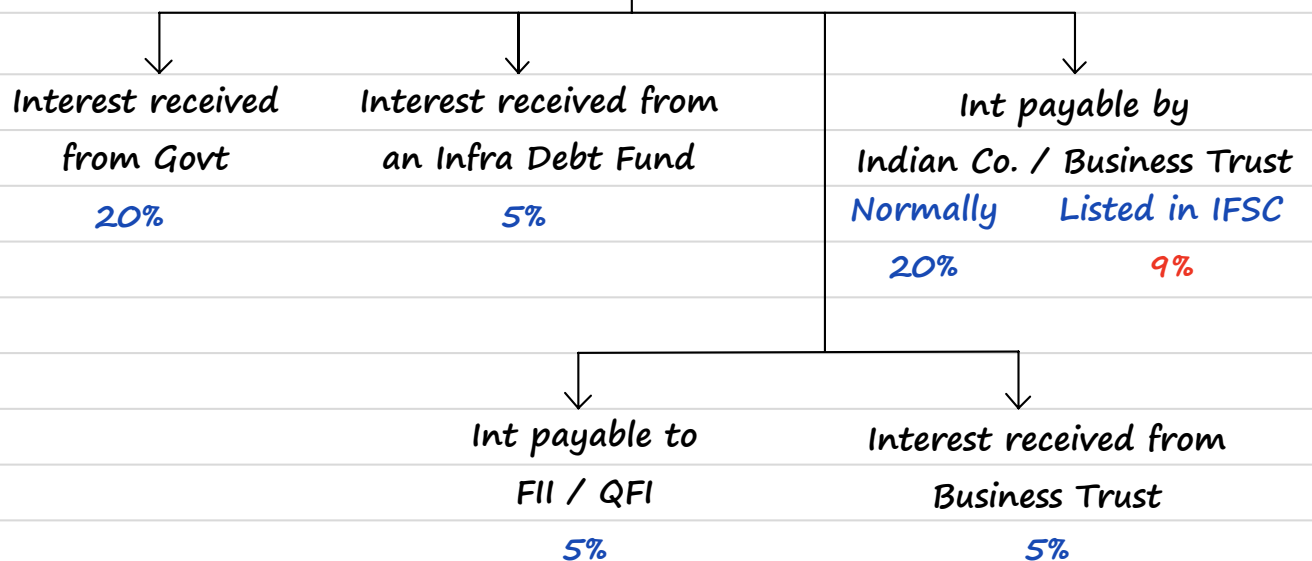 Interest received
from Govt
20%
Interest received from
an Infra Debt Fund
5%
Int payable by
Indian Co. / Business Trust
Normally Listed in IFSC
20% 9%
Int payable to
FII / QFI
5%
Interest received from
Business Trust
5%